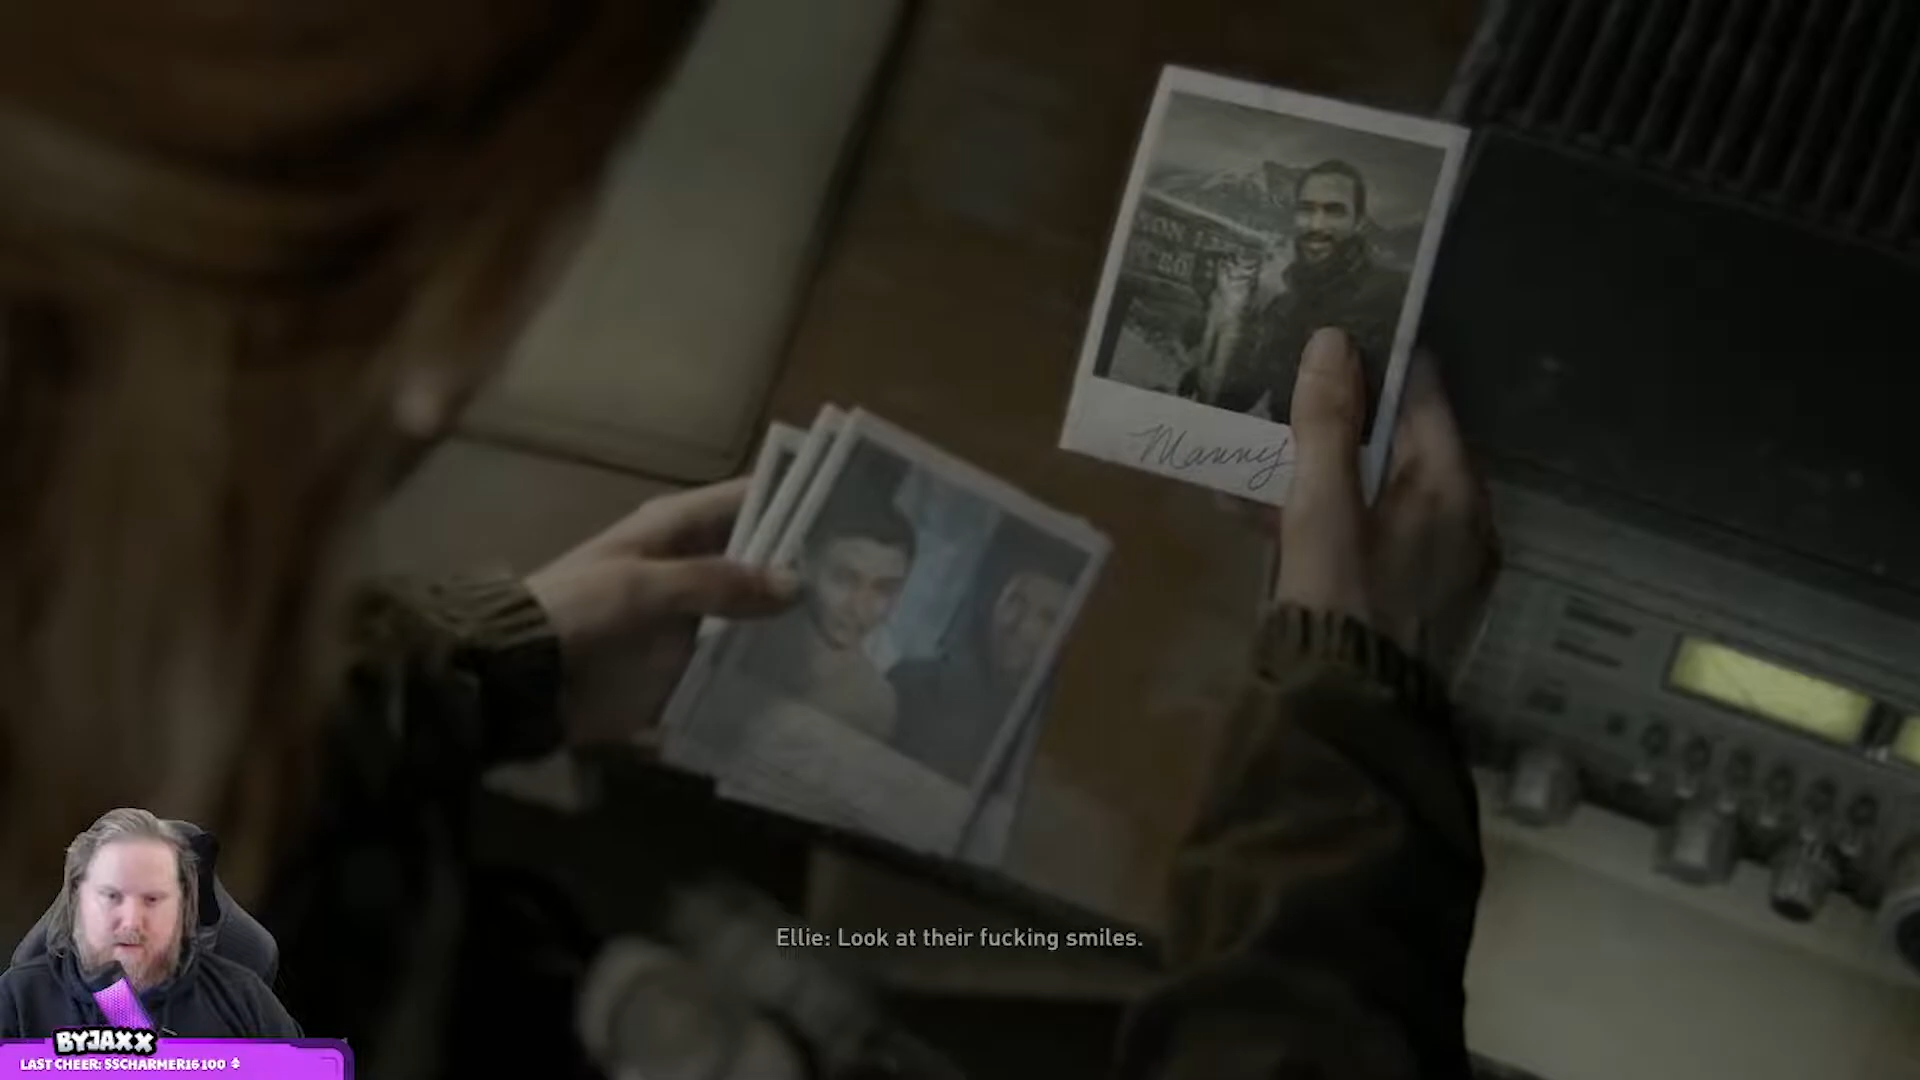 Manny
Ellie: Look at their fucking smiles.
BYJAXX
LAST CHEER: SSCHARMER16 100